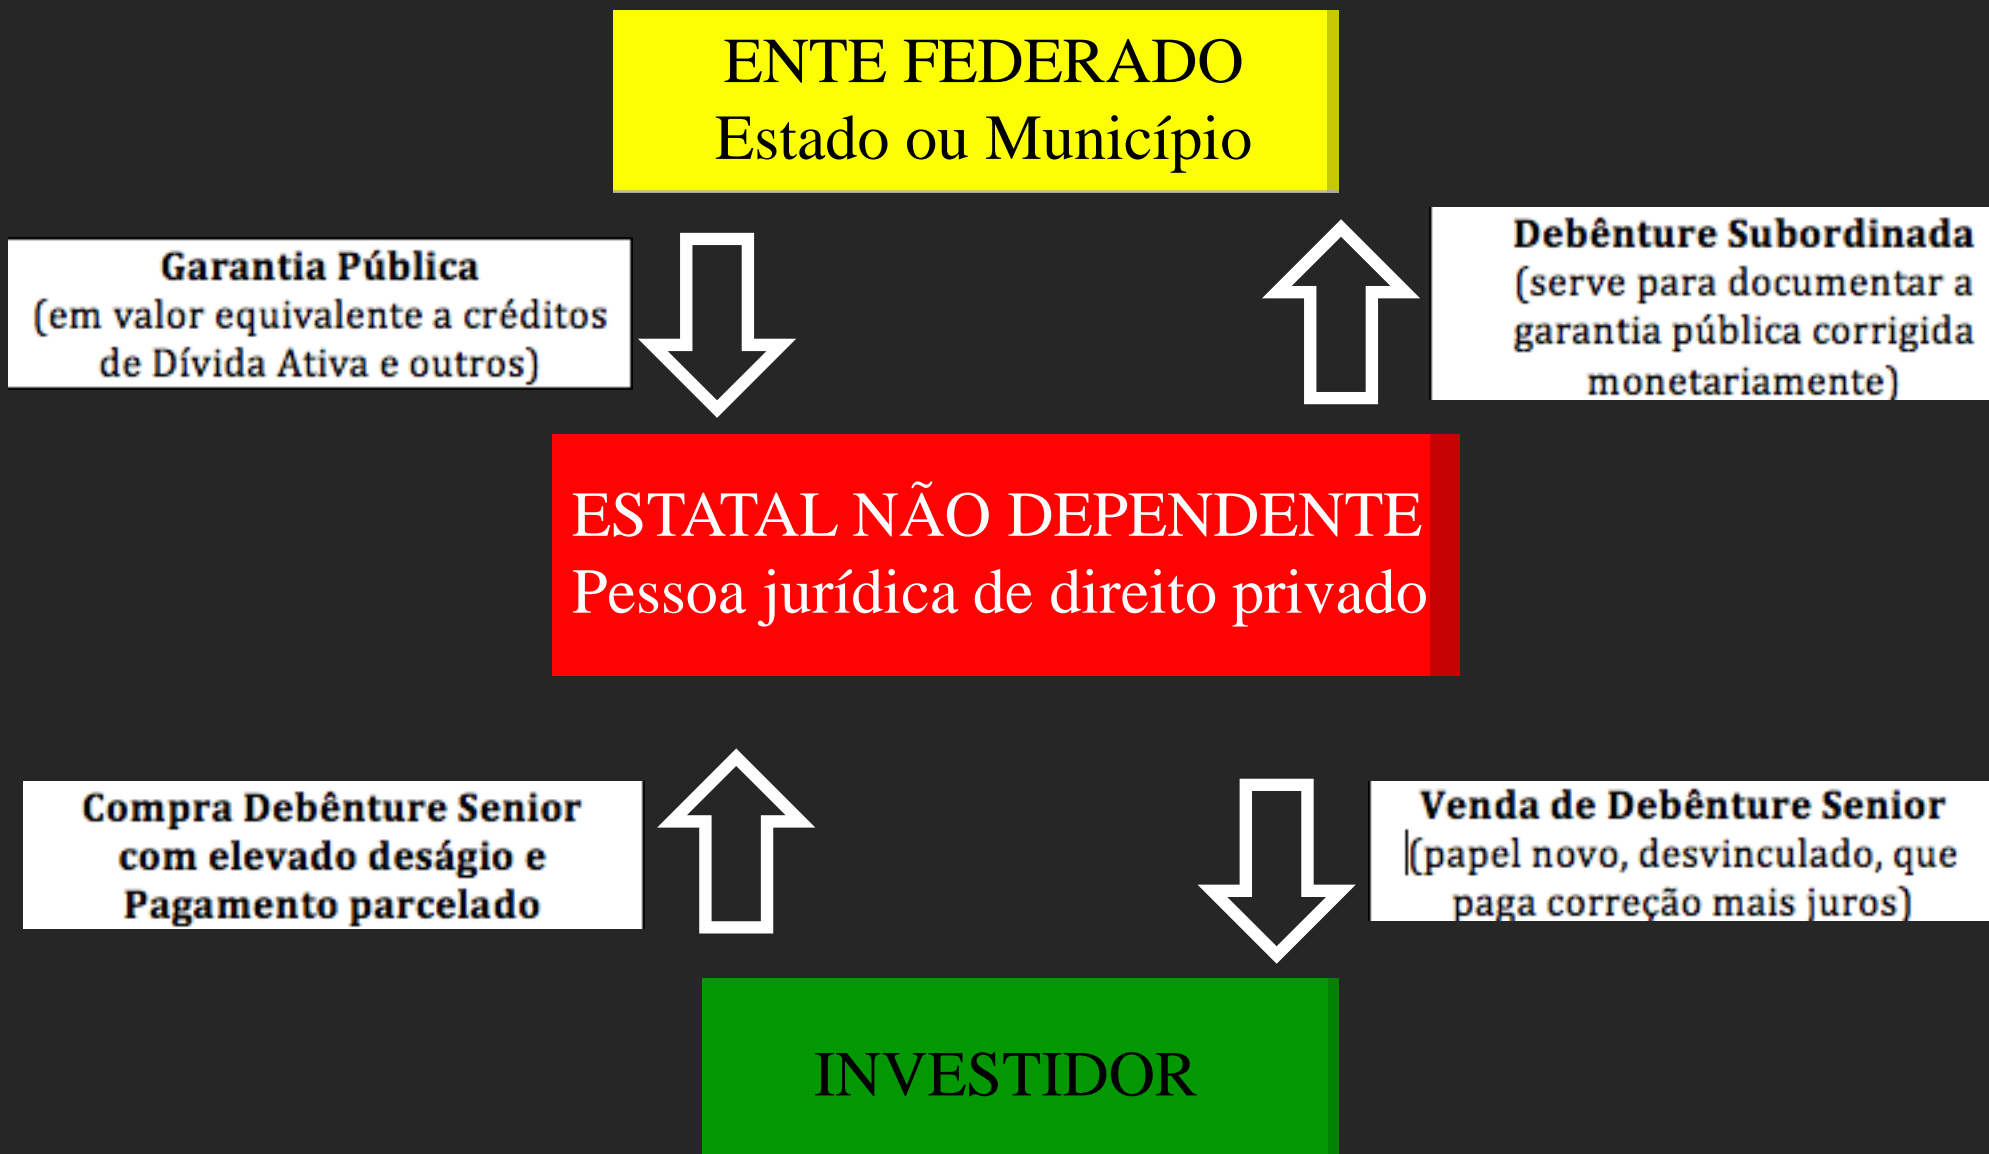 ENTE FEDERADO
Estado ou Município
Garantia Pública
(em valor equivalente a créditos
de Dívida Ativa e outros)
Debênture Subordinada
(serve para documentar a
garantia pública corrigida
monetariamente)
ESTATAL NÃO DEPENDENTE
Pessoa jurídica de direito privado
Compra Debênture Senior
com elevado deságio e
Pagamento parcelado
Venda de Debênture Senior
(papel novo, desvinculado, que
paga correção mais juros)
INVESTIDOR